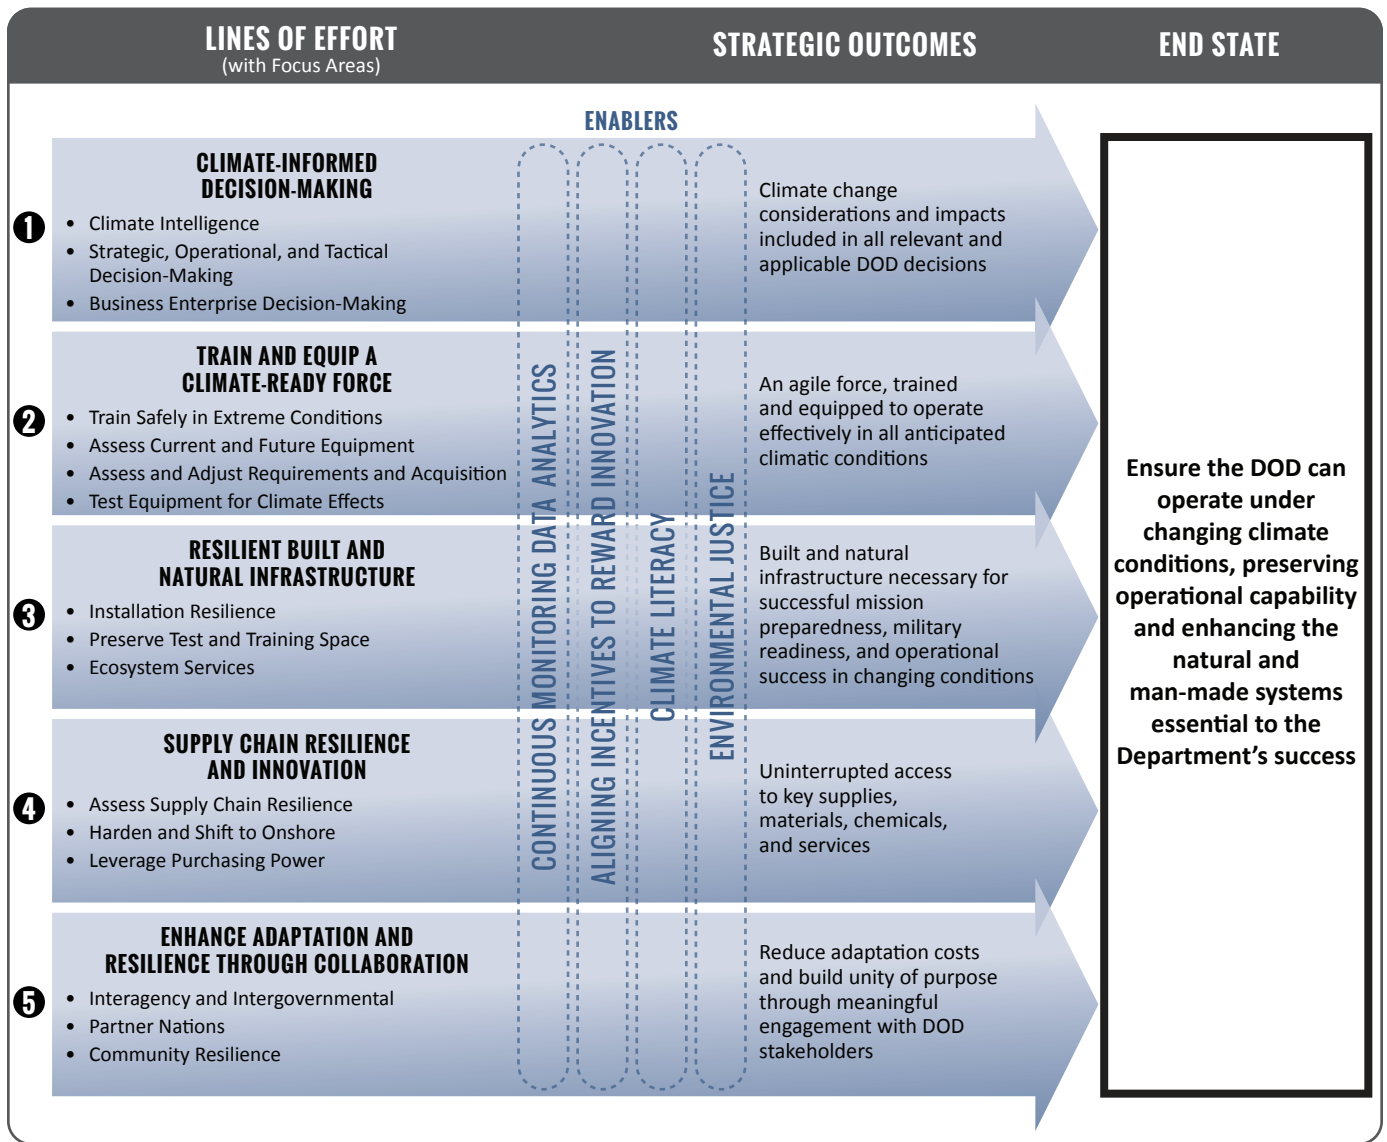 LINES OF EFFORT
(with Focus Areas)
STRATEGIC OUTCOMES
END STATE
ENABLERS
1
CLIMATE-INFORMED
DECISION-MAKING
• Climate Intelligence
• Strategic, Operational, and Tactical
Decision-Making
• Business Enterprise Decision-Making
Climate change
considerations and impacts
included in all relevant and
applicable DOD decisions
2
TRAIN AND EQUIP A
CLIMATE-READY FORCE
• Train Safely in Extreme Conditions
• Assess Current and Future Equipment
• Assess and Adjust Requirements and Acquisition
• Test Equipment for Climate Effects
An agile force, trained
and equipped to operate
effectively in all anticipated
climatic conditions
3
RESILIENT BUILT AND
NATURAL INFRASTRUCTURE
• Installation Resilience
• Preserve Test and Training Space
• Ecosystem Services
Built and natural
infrastructure necessary for
successful mission
preparedness, military
readiness, and operational
success in changing conditions
4
SUPPLY CHAIN RESILIENCE
AND INNOVATION
• Assess Supply Chain Resilience
• Harden and Shift to Onshore
• Leverage Purchasing Power
Uninterrupted access
to key supplies,
materials, chemicals,
and services
5
ENHANCE ADAPTATION AND
RESILIENCE THROUGH COLLABORATION
• Interagency and Intergovernmental
• Partner Nations
• Community Resilience
Reduce adaptation costs
and build unity of purpose
through meaningful
engagement with DOD
stakeholders
CONTINUOUS MONITORING DATA ANALYTICS
ALIGNING INCENTIVES TO REWARD INNOVATION
CLIMATE LITERACY
ENVIRONMENTAL JUSTICE
Ensure the DOD can
operate under
changing climate
conditions, preserving
operational capability
and enhancing the
natural and
man-made systems
essential to the
Department's success